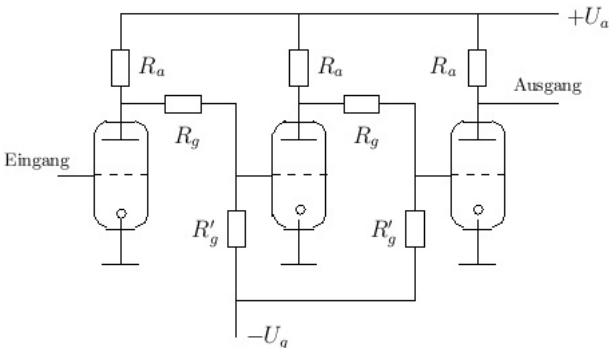 +U_a
R_a
R_a
R_a
Ausgang
R_g
R_g
Eingang
R'_g
R'_g
−U_g